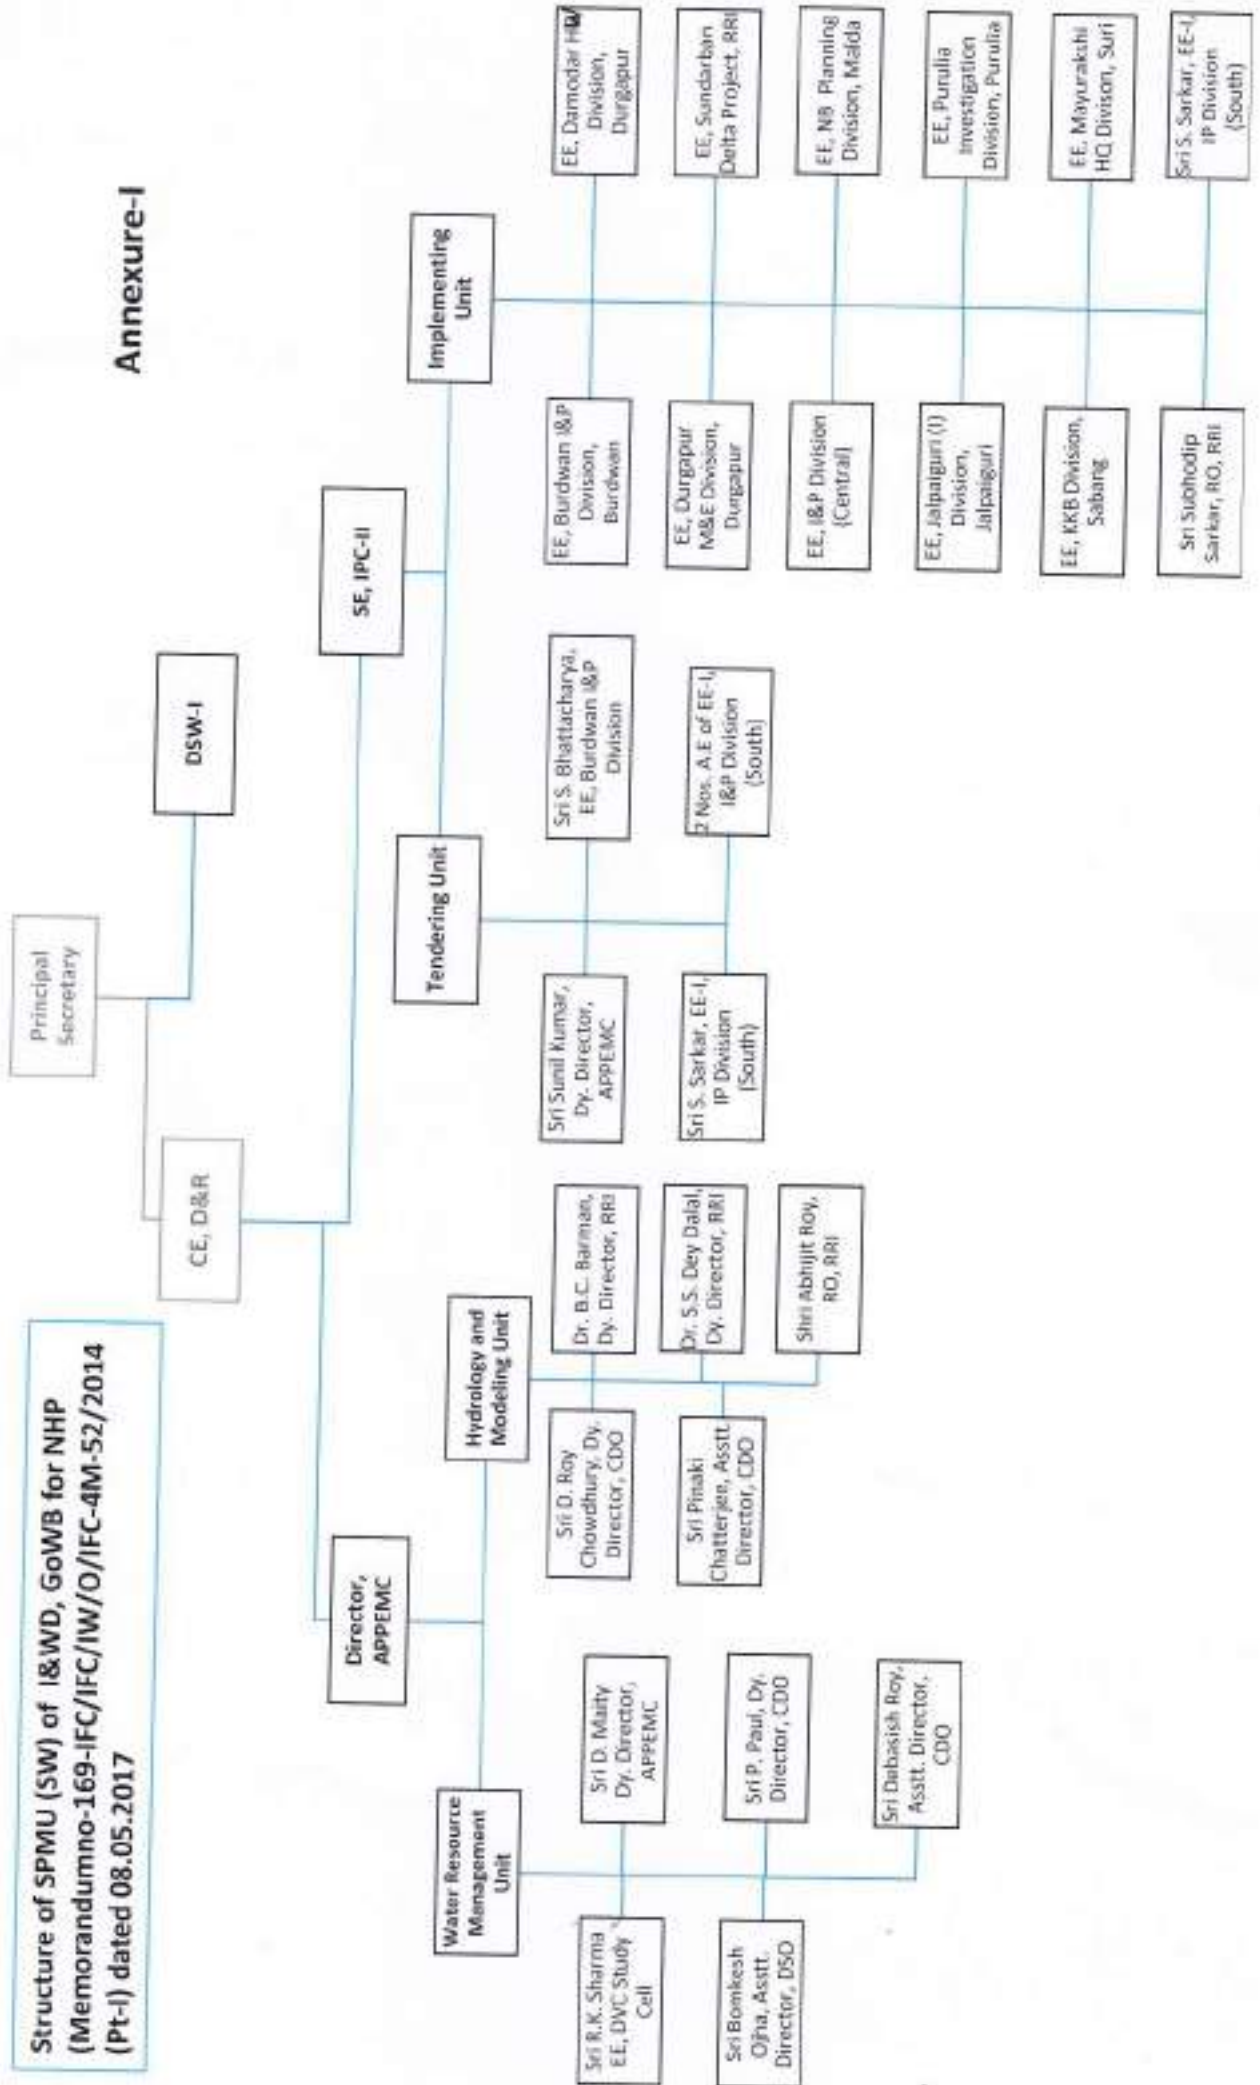 Annexure-I
Structure of SPMU (SW) of I&WD, GoWB for NHP
(Memorandumno-169-IFC/IFC/IW/O/IFC-4M-52/2014
(Pt-I) dated 08.05.2017
Principal
Secretary
CE, D&R
DSW-I
Director,
APPEMC
SE, IPC-II
Water Resource
Management
Unit
Hydrology and
Modeling Unit
Tendering Unit
Implementing
Unit
Sri R.K. Sharma
EE, DVC Study
Cell
Sri D. Maity
Dy. Director,
APPEMC
Sri Bomkesh
Ojha, Asstt.
Director, DSO
Sri P. Paul, Dy.
Director, CDO
Sri Debasish Roy,
Asstt. Director,
CDO
Sri D. Roy
Chowdhury, Dy.
Director, CDO
Dr. B.C. Barman,
Dy. Director, RRI
Sri Pinaki
Chatterjee, Asstt.
Director, CDO
Dr. S.S. Dey Dalal,
Dy. Director, RRI
Shri Abhijit Roy,
RO, RRI
Sri Sunil Kumar,
Dy. Director,
APPEMC
Sri S. Bhattacharya,
EE, Burdwan I&P
Division
Sri S. Sarkar, EE-I,
IP Division
(South)
2 Nos. A.E of EE-I,
I&P Division
(South)
EE, Burdwan I&P
Division,
Burdwan
EE, Damodar
Division,
Durgapur
EE, Durgapur
M&E Division,
Durgapur
EE, Sundarban
Delta Project, RRI
EE, I&P Division
(Central)
EE, NB Planning
Division, Malda
EE, Jalpaiguri (I)
Division,
Jalpaiguri
EE, Purulia
Investigation
Division, Purulia
EE, KKB Division,
Sabang
EE, Mayurakshi
HQ Divison, Suri
Sri Subhodip
Sarkar, RO, RRI
Sri S. Sarkar, EE-I,
IP Division
(South)